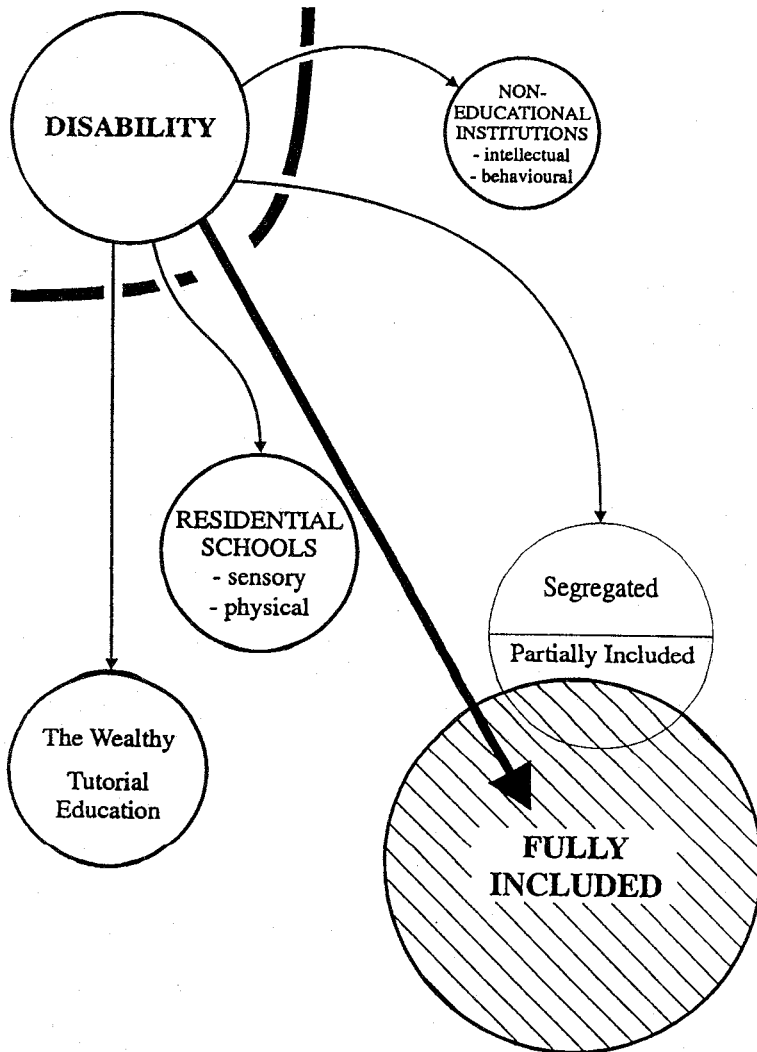 DISABILITY
NON-
EDUCATIONAL
INSTITUTIONS
- intellectual
- behavioural
RESIDENTIAL
SCHOOLS
- sensory
- physical
Segregated
Partially Included
The Wealthy
Tutorial
Education
FULLY
INCLUDED